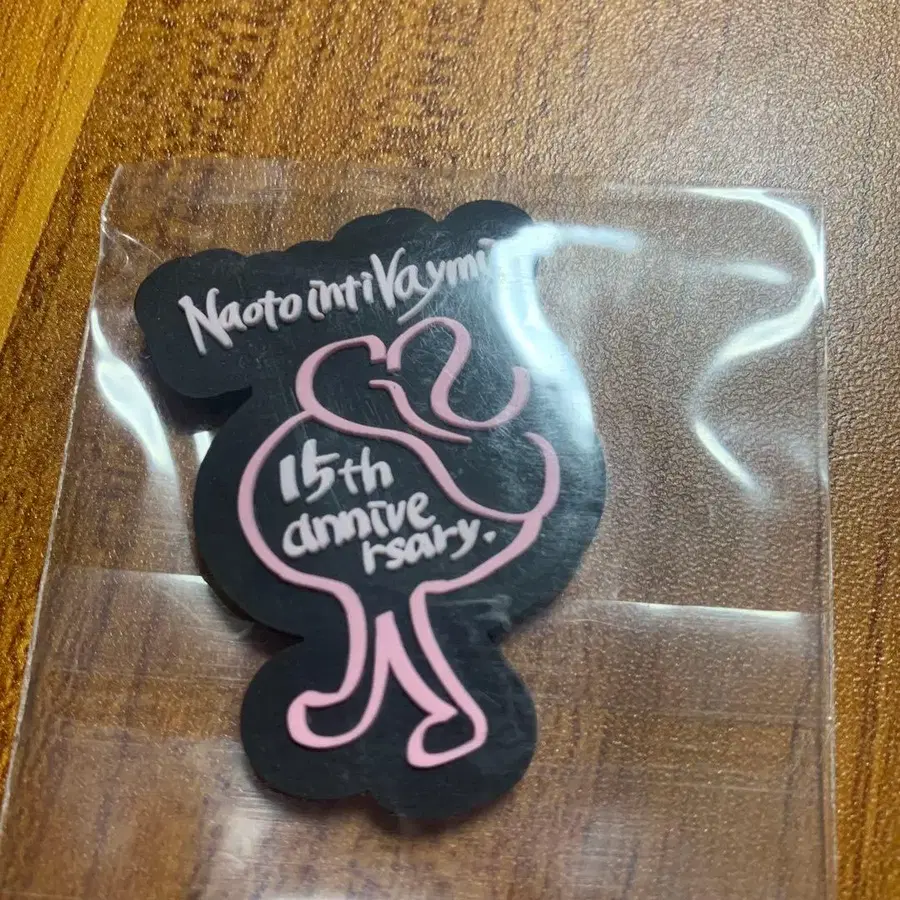 Naoto inti Raymi
15th
annive
rsary.